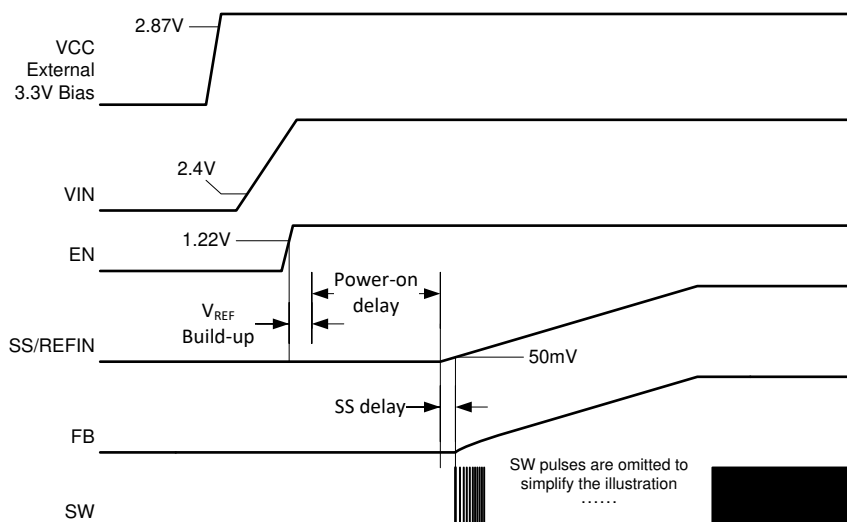 2.87V
VCC
External
3.3V Bias
2.4V
VIN
1.22V
EN
Power-on
delay
VREF
Build-up
SS/REFIN
50mV
SS delay
FB
SW pulses are omitted to
simplify the illustration
......
SW